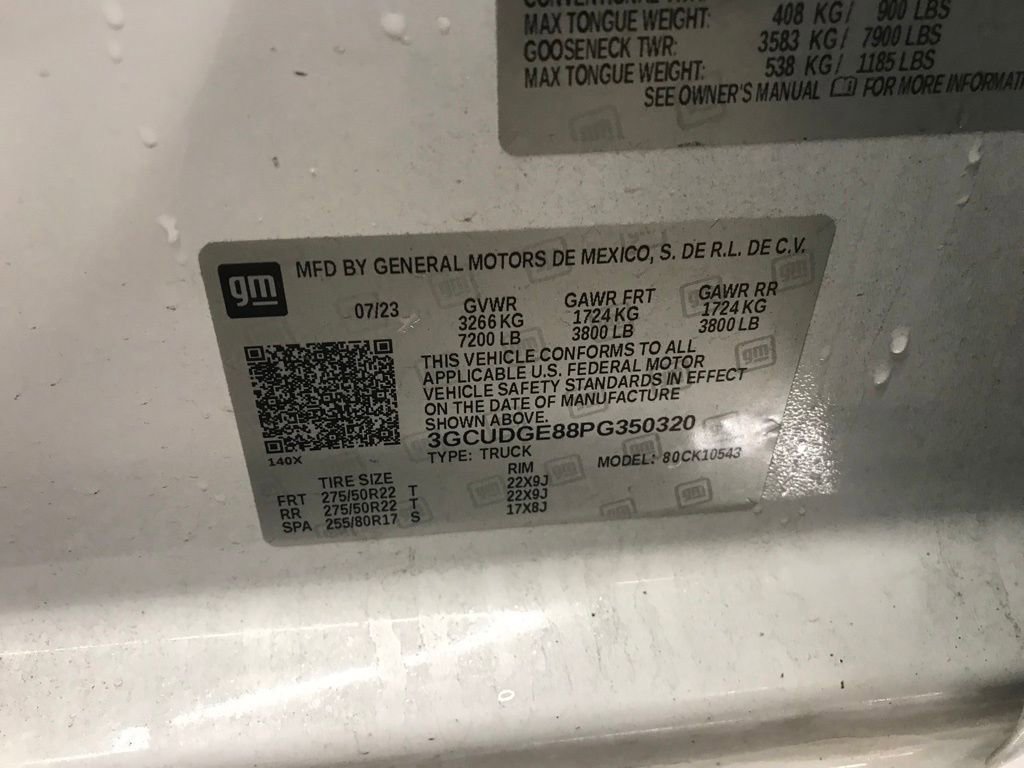 MAX TONGUE WEIGHT: 408 KG/ 900 LBS
GOOSENECK TWR: 3583 KG/ 7900 LBS
MAX TONGUE WEIGHT: 538 KG/ 1185 LBS
SEE OWNER'S MANUAL FOR MORE INFORMATI
gm
MFD BY GENERAL MOTORS DE MEXICO, S. DE R.L. DE C.V.
07/23 GVWR GAWR FRT GAWR RR
3266 KG 1724 KG 1724 KG
7200 LB 3800 LB 3800 LB
THIS VEHICLE CONFORMS TO ALL
APPLICABLE U.S. FEDERAL MOTOR
VEHICLE SAFETY STANDARDS IN EFFECT
ON THE DATE OF MANUFACTURE
SHOWN ABOVE.
3GCUDGE88PG350320
140X
TYPE: TRUCK MODEL: 80CK10543
TIRE SIZE RIM
FRT 275/50R22 T 22X9J
RR 275/50R22 T 22X9J
SPA 255/80R17 S 17X8J